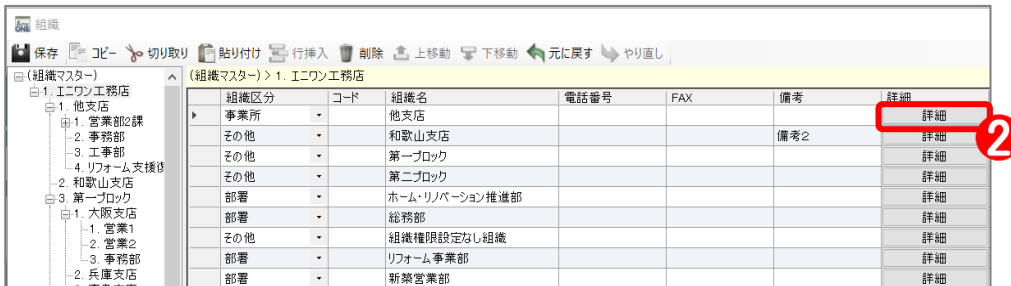 Any ONE 組織
保存 コピー 切り取り 貼り付け 行挿入 削除 上移動 下移動 元に戻す やり直し
(組織マスター)
1. エニワン工務店
1. 他支店
1. 営業部2課
2. 事務部
3. 工事部
4. リフォーム支援
2. 和歌山支店
3. 第一ブロック
1. 大阪支店
1. 営業1
2. 営業2
3. 事務部
2. 兵庫支店
(組織マスター) > 1. エニワン工務店
組織区分 コード 組織名 電話番号 FAX 備考 詳細
事業所 他支店 詳細
その他 和歌山支店 備考2 詳細
その他 第一ブロック 詳細
その他 第二ブロック 詳細
部署 ホーム・リノベーション推進部 詳細
部署 総務部 詳細
その他 組織権限設定なし組織 詳細
部署 リフォーム事業部 詳細
部署 新築営業部 詳細
2